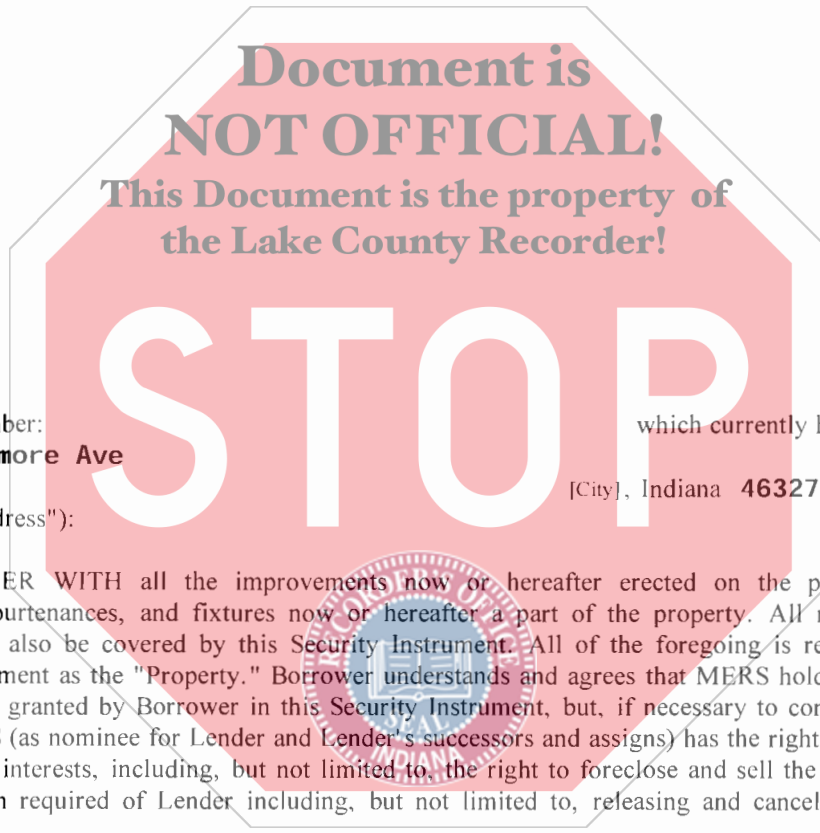 Document is
NOT OFFICIAL!
This Document is the property of
the Lake County Recorder!
STOP
ber: which currently
more Ave
[City], Indiana 46327
dress"):
ER WITH all the improvements now or hereafter erected on the p
ourtenances, and fixtures now or hereafter a part of the property. All
also be covered by this Security Instrument. All of the foregoing is re
ment as the "Property." Borrower understands and agrees that MERS hold
granted by Borrower in this Security Instrument, but, if necessary to co
(as nominee for Lender and Lender's successors and assigns) has the right
interests, including, but not limited to, the right to foreclose and sell the
required of Lender including, but not limited to, releasing and cancel
RECORDER'S OFFICE
SEAL
INDIANA